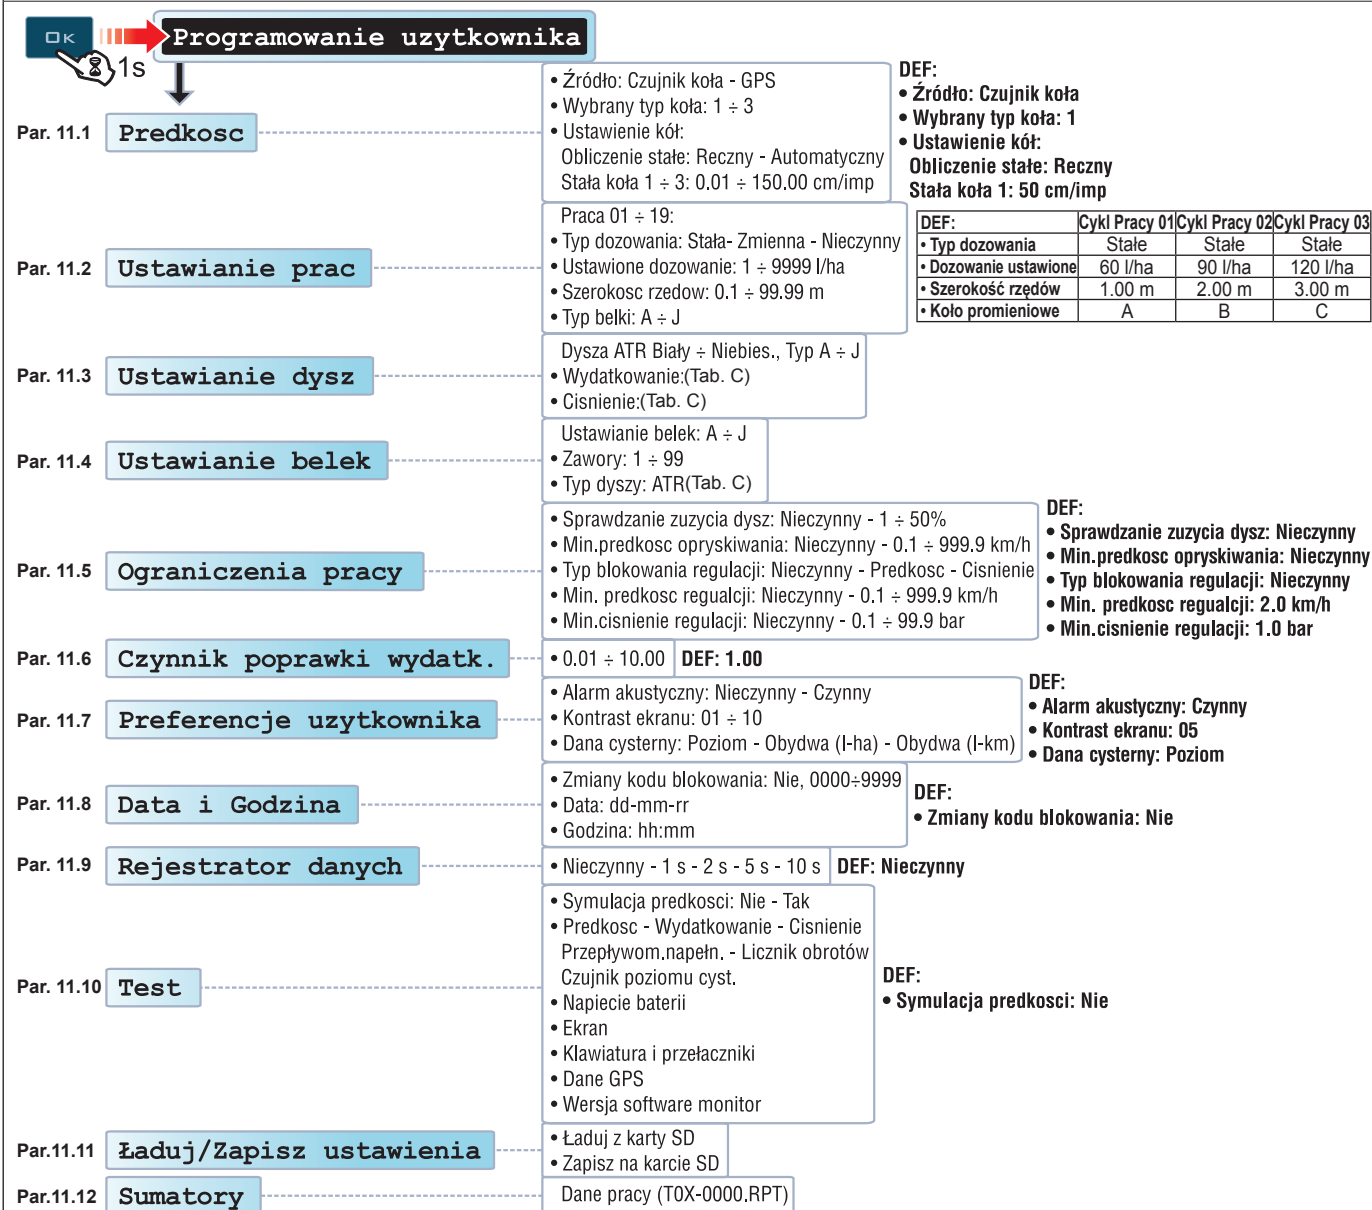 OK
Programowanie uzytkownika
1s
Par. 11.1
Predkosc
• Źródło: Czujnik koła - GPS
• Wybrany typ koła: 1 ÷ 3
• Ustawienie kół:
Obliczenie stałe: Reczny - Automatyczny
Stała koła 1 ÷ 3: 0.01 ÷ 150.00 cm/imp
DEF:
• Źródło: Czujnik koła
• Wybrany typ koła: 1
• Ustawienie kół:
Obliczenie stałe: Reczny
Stała koła 1: 50 cm/imp
Par. 11.2
Ustawianie prac
Praca 01 ÷ 19:
• Typ dozowania: Stała- Zmienna - Nieczynny
• Ustawione dozowanie: 1 ÷ 9999 l/ha
• Szerokosc rzedow: 0.1 ÷ 99.99 m
• Typ belki: A ÷ J
DEF: Cykl Pracy 01 Cykl Pracy 02 Cykl Pracy 03
• Typ dozowania Stałe Stałe Stałe
• Dozowanie ustawione 60 l/ha 90 l/ha 120 l/ha
• Szerokość rzędów 1.00 m 2.00 m 3.00 m
• Koło promieniowe A B C
Par. 11.3
Ustawianie dysz
Dysza ATR Biały ÷ Niebies., Typ A ÷ J
• Wydatkowanie:(Tab. C)
• Cisnienie:(Tab. C)
Par. 11.4
Ustawianie belek
Ustawianie belek: A ÷ J
• Zawory: 1 ÷ 99
• Typ dyszy: ATR(Tab. C)
Par. 11.5
Ograniczenia pracy
• Sprawdzanie zuzycia dysz: Nieczynny - 1 ÷ 50%
• Min.predkosc opryskiwania: Nieczynny - 0.1 ÷ 999.9 km/h
• Typ blokowania regulacji: Nieczynny - Predkosc - Cisnienie
• Min. predkosc regualcji: Nieczynny - 0.1 ÷ 999.9 km/h
• Min.cisnienie regulacji: Nieczynny - 0.1 ÷ 99.9 bar
DEF:
• Sprawdzanie zuzycia dysz: Nieczynny
• Min.predkosc opryskiwania: Nieczynny
• Typ blokowania regulacji: Nieczynny
• Min. predkosc regualcji: 2.0 km/h
• Min.cisnienie regulacji: 1.0 bar
Par. 11.6
Czynnik poprawki wydatk.
• 0.01 ÷ 10.00
DEF: 1.00
Par. 11.7
Preferencje uzytkownika
• Alarm akustyczny: Nieczynny - Czynny
• Kontrast ekranu: 01 ÷ 10
• Dana cysterny: Poziom - Obydwa (l-ha) - Obydwa (l-km)
DEF:
• Alarm akustyczny: Czynny
• Kontrast ekranu: 05
• Dana cysterny: Poziom
Par. 11.8
Data i Godzina
• Zmiany kodu blokowania: Nie, 0000÷9999
• Data: dd-mm-rr
• Godzina: hh:mm
DEF:
• Zmiany kodu blokowania: Nie
Par. 11.9
Rejestrator danych
• Nieczynny - 1 s - 2 s - 5 s - 10 s
DEF: Nieczynny
Par. 11.10
Test
• Symulacja predkosci: Nie - Tak
• Predkosc - Wydatkowanie - Cisnienie
Przepływom.napełn. - Licznik obrotów
Czujnik poziomu cyst.
• Napiecie baterii
• Ekran
• Klawiatura i przełaczniki
• Dane GPS
• Wersja software monitor
DEF:
• Symulacja predkosci: Nie
Par.11.11
Ładuj/Zapisz ustawienia
• Ładuj z karty SD
• Zapisz na karcie SD
Par.11.12
Sumatory
Dane pracy (T0X-0000.RPT)